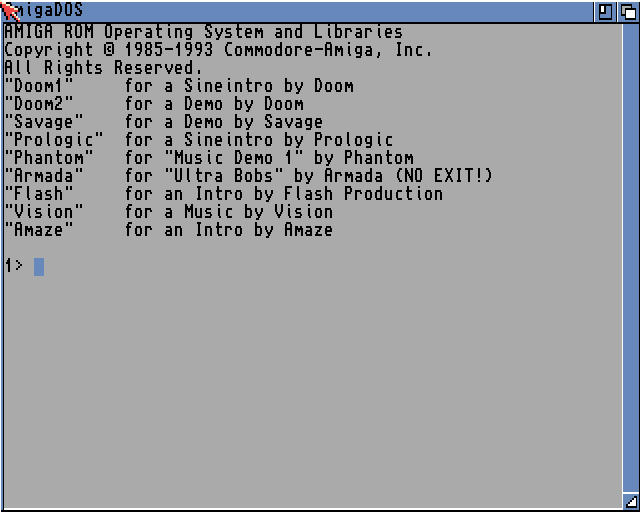 AmigaDOS
AMIGA ROM Operating System and Libraries
Copyright © 1985-1993 Commodore-Amiga, Inc.
All Rights Reserved.
"Doom1"     for a Sineintro by Doom
"Doom2"     for a Demo by Doom
"Savage"    for a Demo by Savage
"Prologic"  for a Sineintro by Prologic
"Phantom"   for "Music Demo 1" by Phantom
"Armada"    for "Ultra Bobs" by Armada (NO EXIT!)
"Flash"     for an Intro by Flash Production
"Vision"    for a Music by Vision
"Amaze"     for an Intro by Amaze
1>